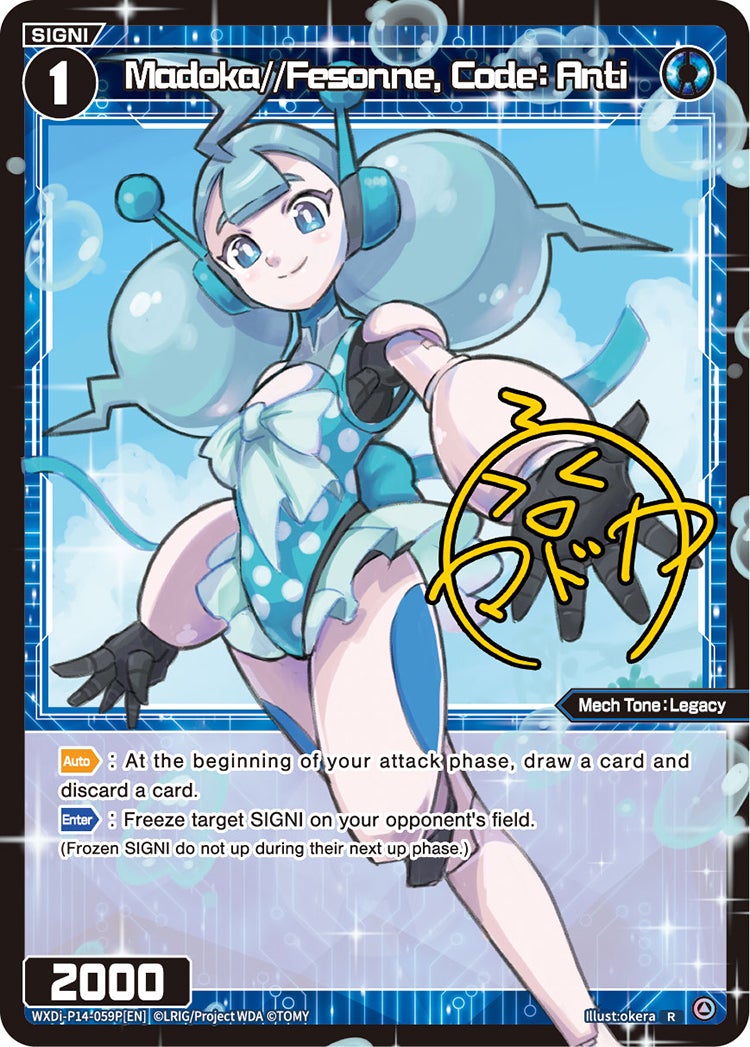 SIGNI
1
Madoka//Fesonne, Code: Anti
マドカ
Mech Tone:Legacy
Auto : At the beginning of your attack phase, draw a card and
discard a card.
Enter : Freeze target SIGNI on your opponent's field.
(Frozen SIGNI do not up during their next up phase.)
2000
WXDi-P14-059P[EN] ©LRIG/Project WDA ©TOMY
Illust:okera R